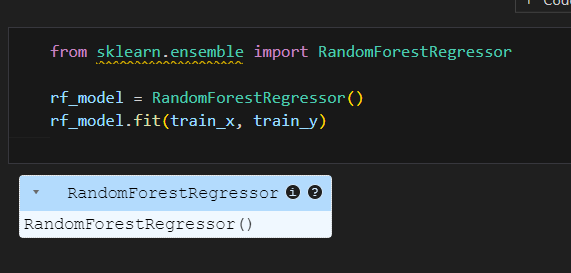 from sklearn.ensemble import RandomForestRegressor
rf_model = RandomForestRegressor()
rf_model.fit(train_x, train_y)
RandomForestRegressor i ?
RandomForestRegressor()